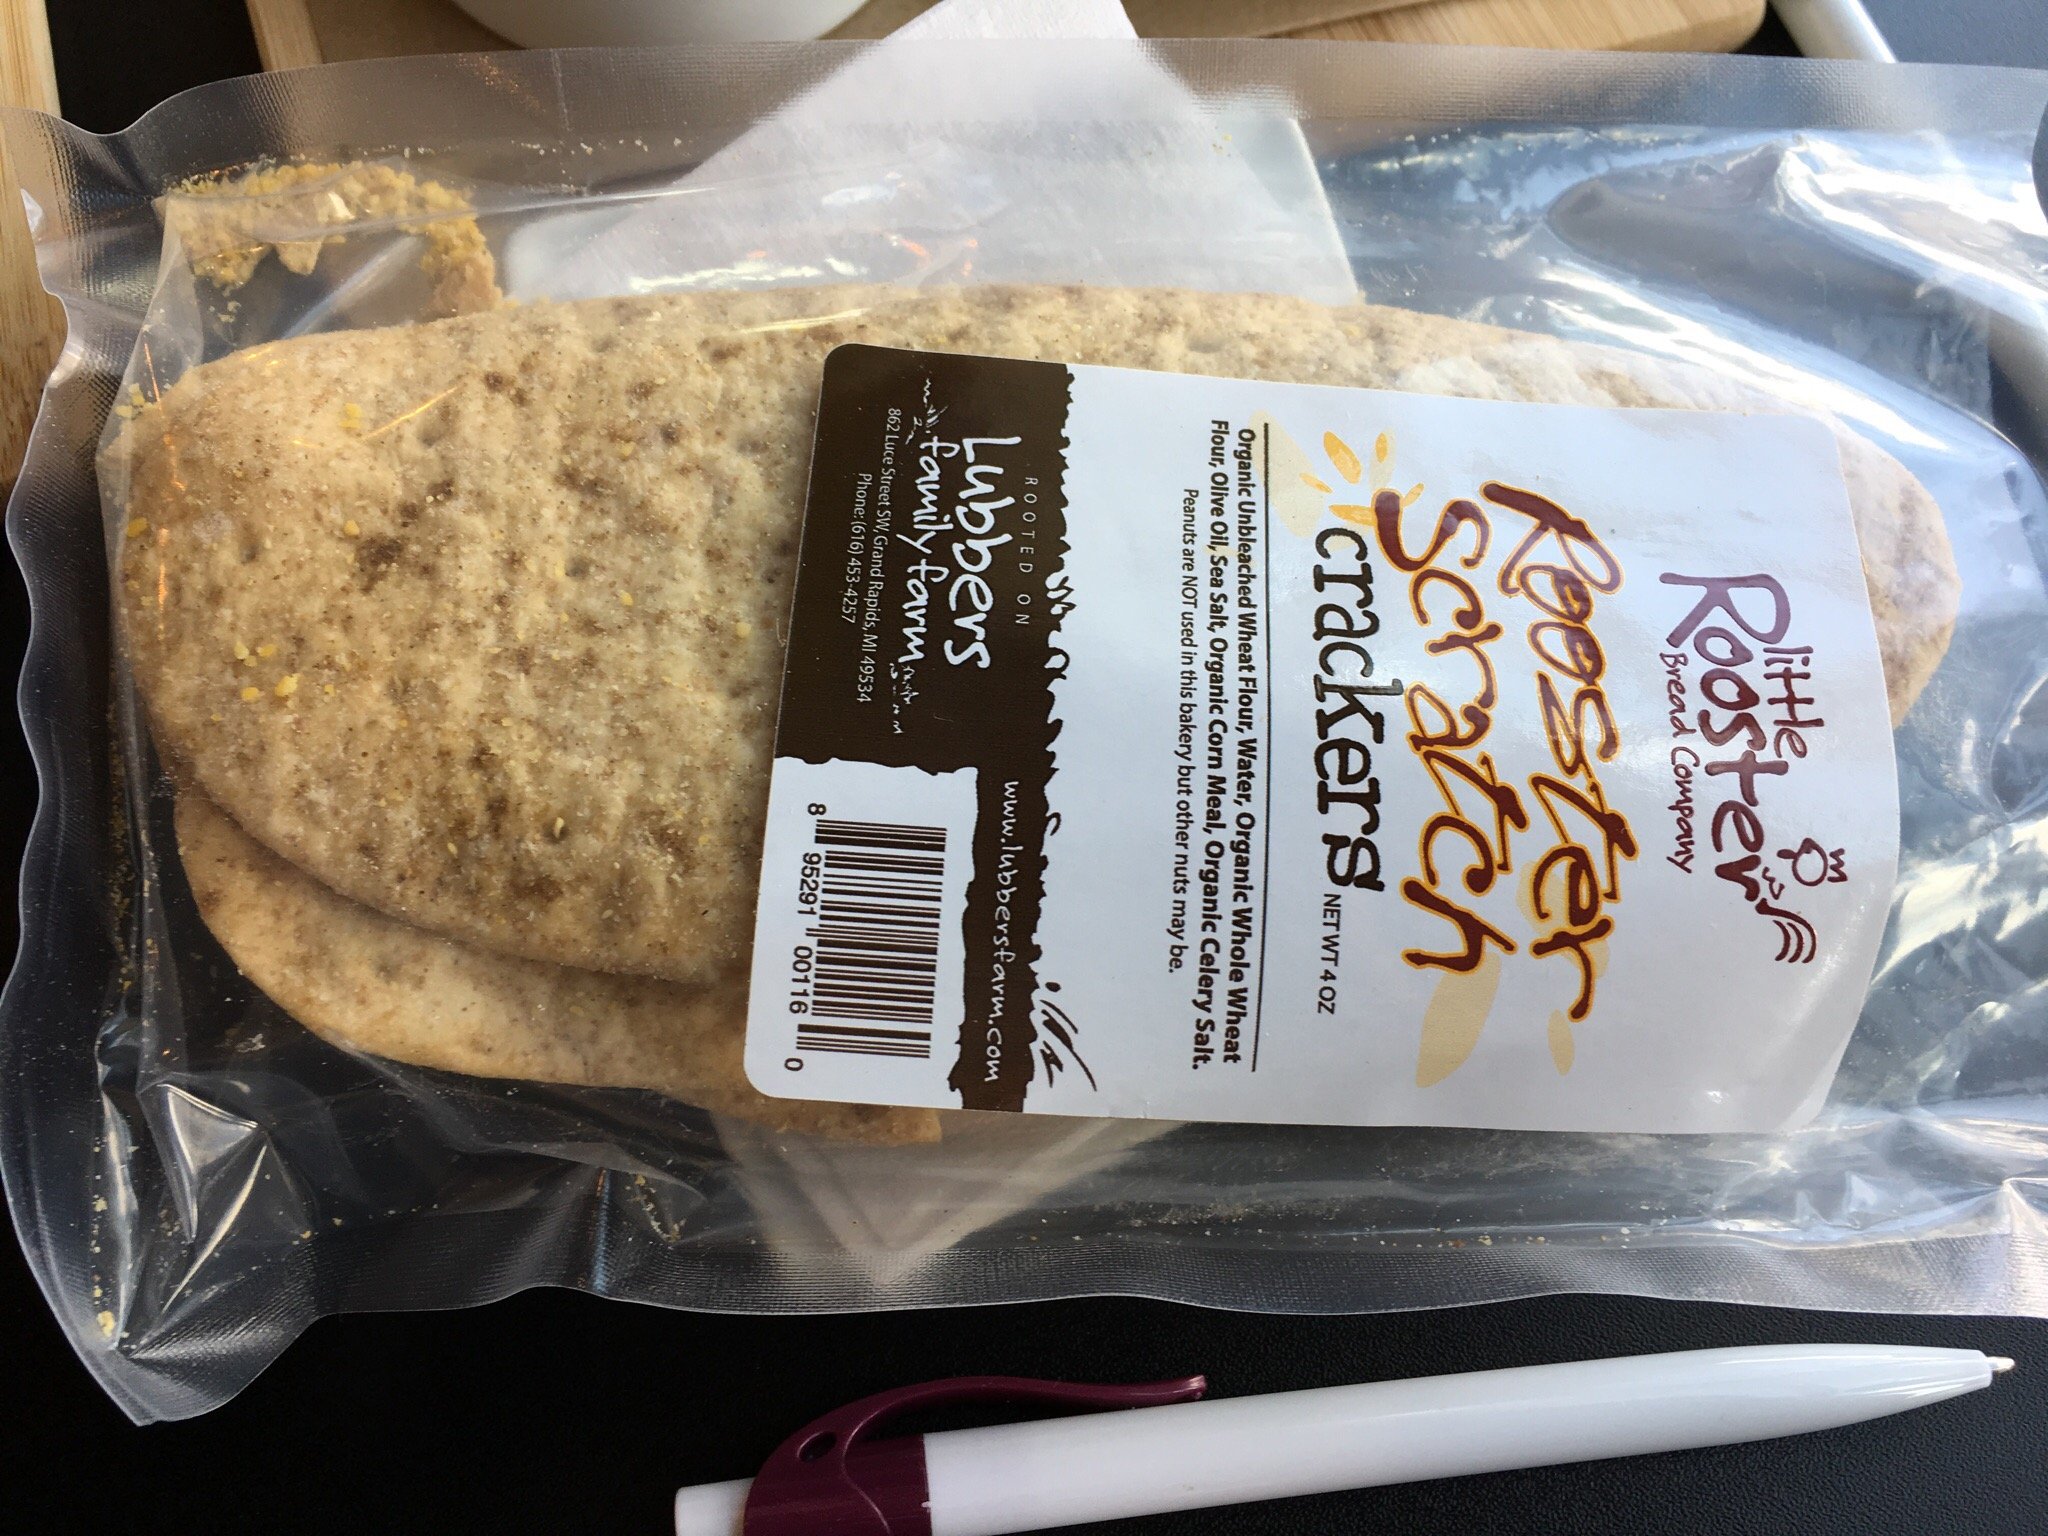 little
Rooster
Bread Company
Rooster
Scratch
crackers NET WT 4 OZ
Organic Unbleached Wheat Flour, Water, Organic Whole Wheat
Flour, Olive Oil, Sea Salt, Organic Corn Meal, Organic Celery Salt.
Peanuts are NOT used in this bakery but other nuts may be.
ROOTED ON
Lubbers
family farm
862 Luce Street SW, Grand Rapids, MI 49534
Phone: (616) 453-4257
www.lubbersfarm.com
8 95291 00116 0